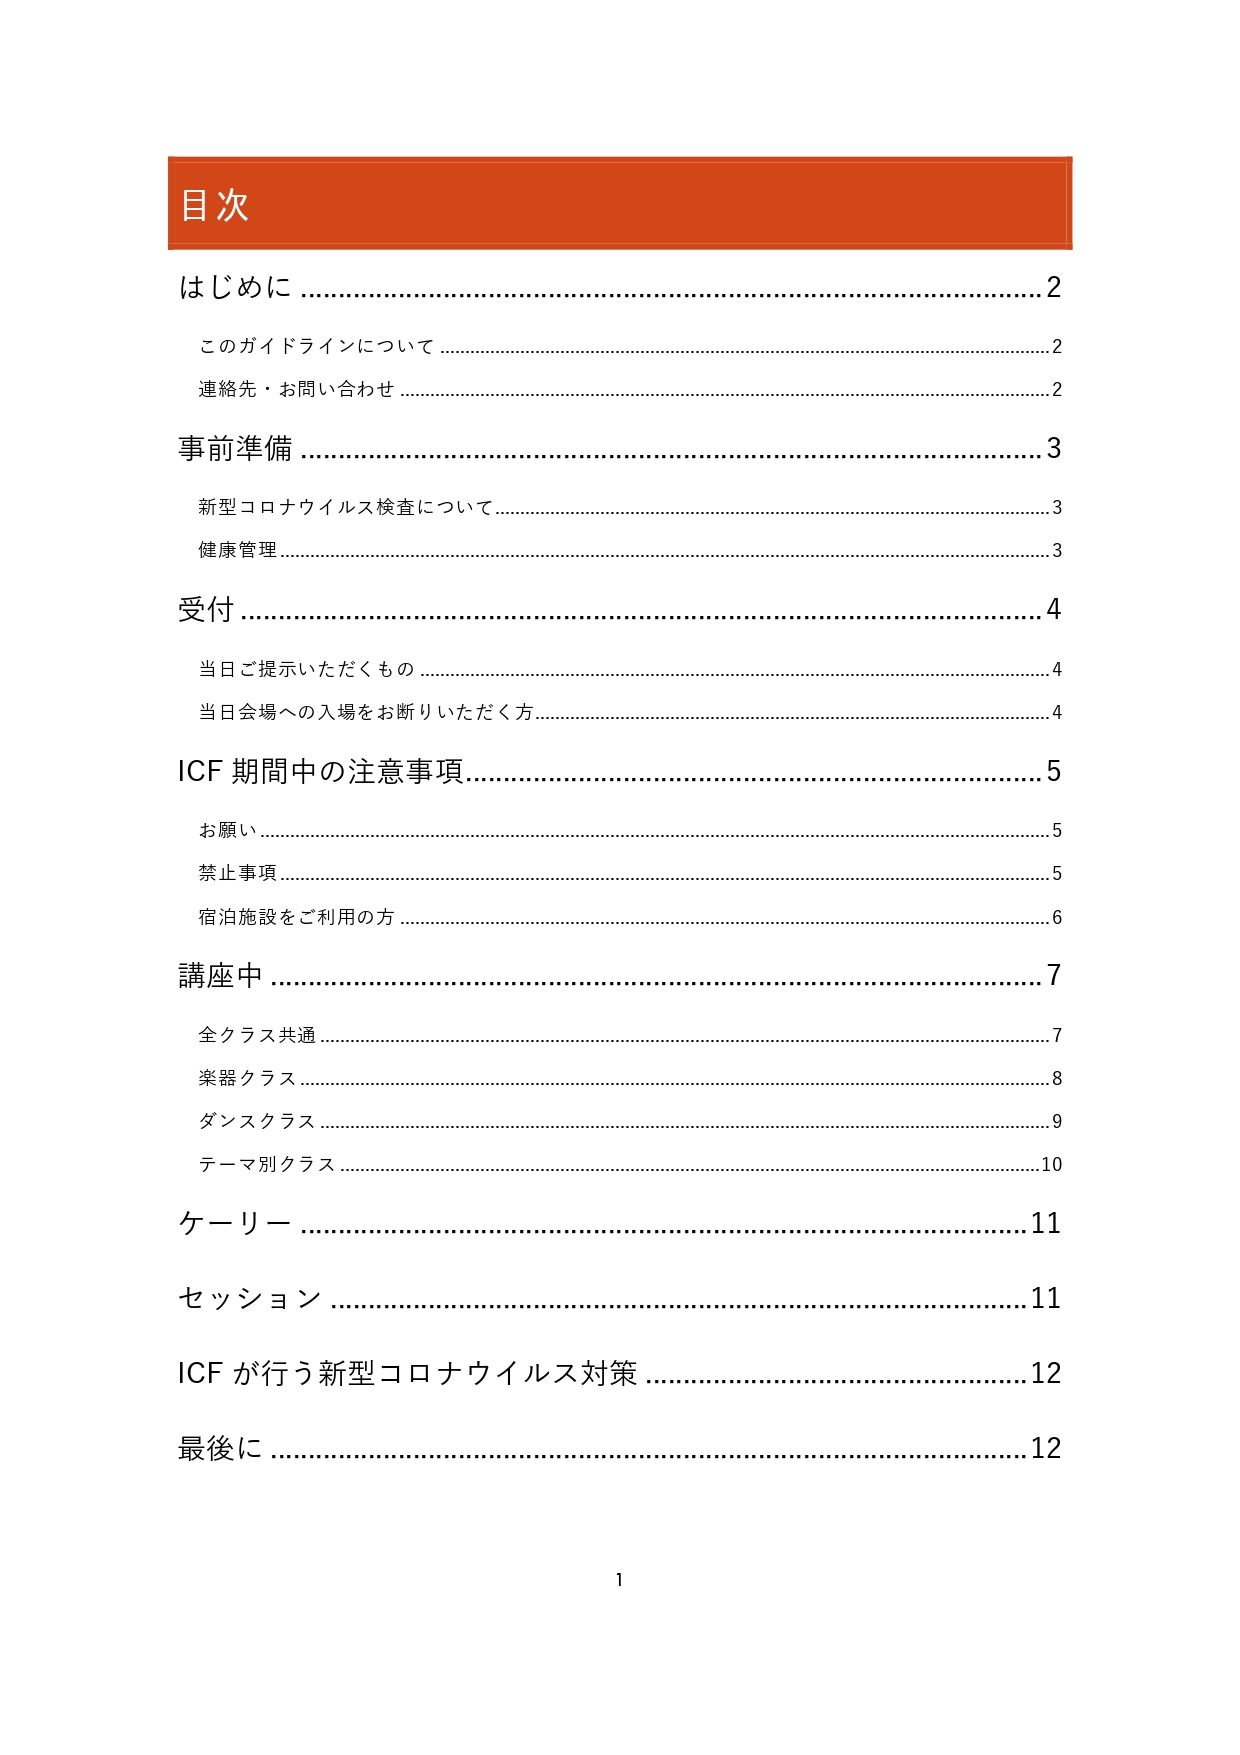 目次
はじめに ........................................ 2
このガイドラインについて ........................................ 2
連絡先・お問い合わせ ........................................ 2
事前準備 ........................................ 3
新型コロナウイルス検査について ........................................ 3
健康管理 ........................................ 3
受付 ........................................ 4
当日ご提示いただくもの ........................................ 4
当日会場への入場をお断りいただく方 ........................................ 4
ICF 期間中の注意事項 ........................................ 5
お願い ........................................ 5
禁止事項 ........................................ 5
宿泊施設をご利用の方 ........................................ 6
講座中 ........................................ 7
全クラス共通 ........................................ 7
楽器クラス ........................................ 8
ダンスクラス ........................................ 9
テーマ別クラス ........................................ 10
ケーリー ........................................ 11
セッション ........................................ 11
ICF が行う新型コロナウイルス対策 ........................................ 12
最後に ........................................ 12
1